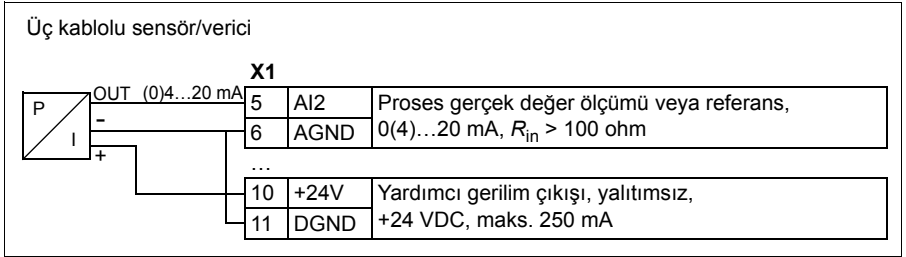 Üç kablolu sensör/verici
X1
P
I
OUT (0)4…20 mA
-
+
5 AI2 Proses gerçek değer ölçümü veya referans,
6 AGND 0(4)…20 mA, Rin > 100 ohm
…
10 +24V Yardımcı gerilim çıkışı, yalıtımsız,
11 DGND +24 VDC, maks. 250 mA